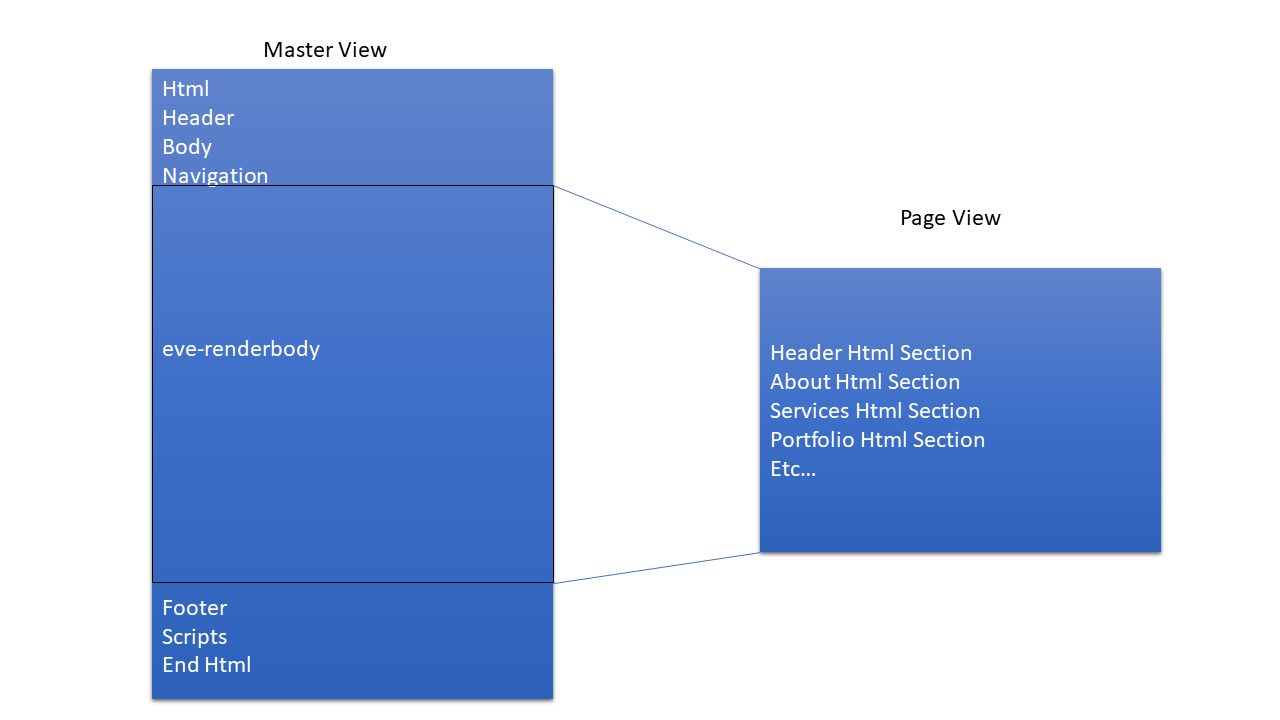 Master View
Html
Header
Body
Navigation
eve-renderbody
Footer
Scripts
End Html
Page View
Header Html Section
About Html Section
Services Html Section
Portfolio Html Section
Etc...